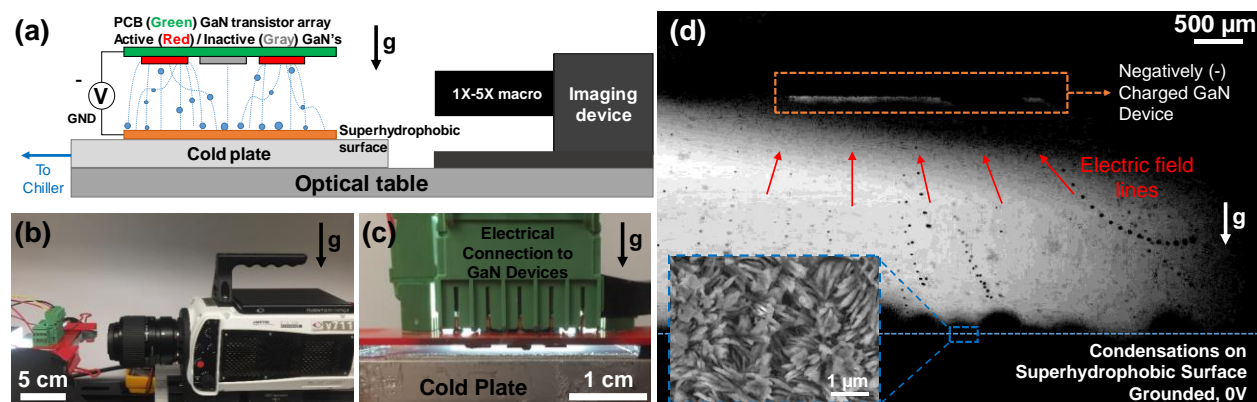 (a)
PCB (Green) GaN transistor array
Active (Red) / Inactive (Gray) GaN's
g
-
V
GND
Superhydrophobic
surface
Cold plate
To
Chiller
Optical table
1X-5X macro
Imaging
device
(b)
g
v711
5 cm
(c)
Electrical
Connection to
GaN Devices
g
Cold Plate
1 cm
(d)
500 µm
Negatively (-)
Charged GaN
Device
Electric field
lines
g
1 µm
Condensations on
Superhydrophobic Surface
Grounded, 0V